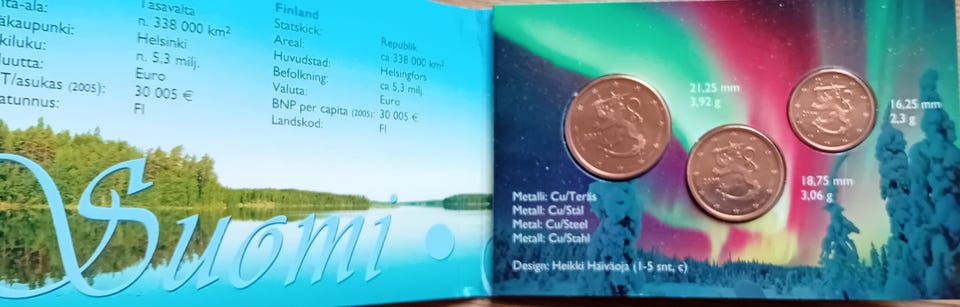 Tasavalta
n. 338 000 km²
äkaupunki:
Helsinki
kiluku:
n. 5.3 milj.
luutta:
Euro
T/asukas (2005):
30 005 €
atunnus:
FI
Finland
Statskick:
Republik
Areal:
ca 338 000 km²
Huvudstad:
Helsingfors
Befolkning:
ca 5,3 milj.
Valuta:
Euro
BNP per capita (2005):
30 005 €
Landskod:
FI
Suomi
21,25 mm
3,92 g
16,25 mm
2,3 g
18,75 mm
3,06 g
Metalli: Cu/Teräs
Metall: Cu/Stål
Metal: Cu/Steel
Metall: Cu/Stahl
Design: Heikki Häiväoja (1-5 snt, c)